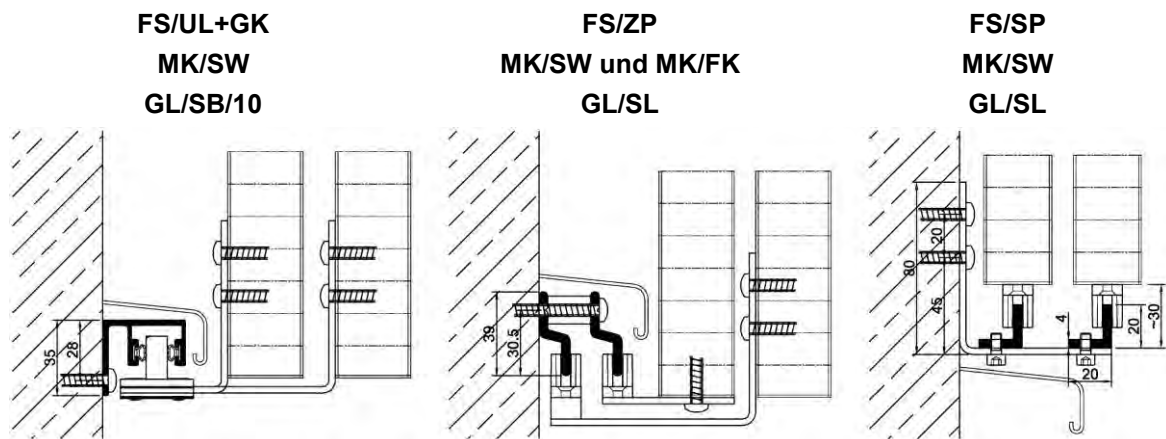 FS/UL+GK
MK/SW
GL/SB/10
35
28
FS/ZP
MK/SW und MK/FK
GL/SL
39
30.5
FS/SP
MK/SW
GL/SL
80
20
45
4
20
~30
20